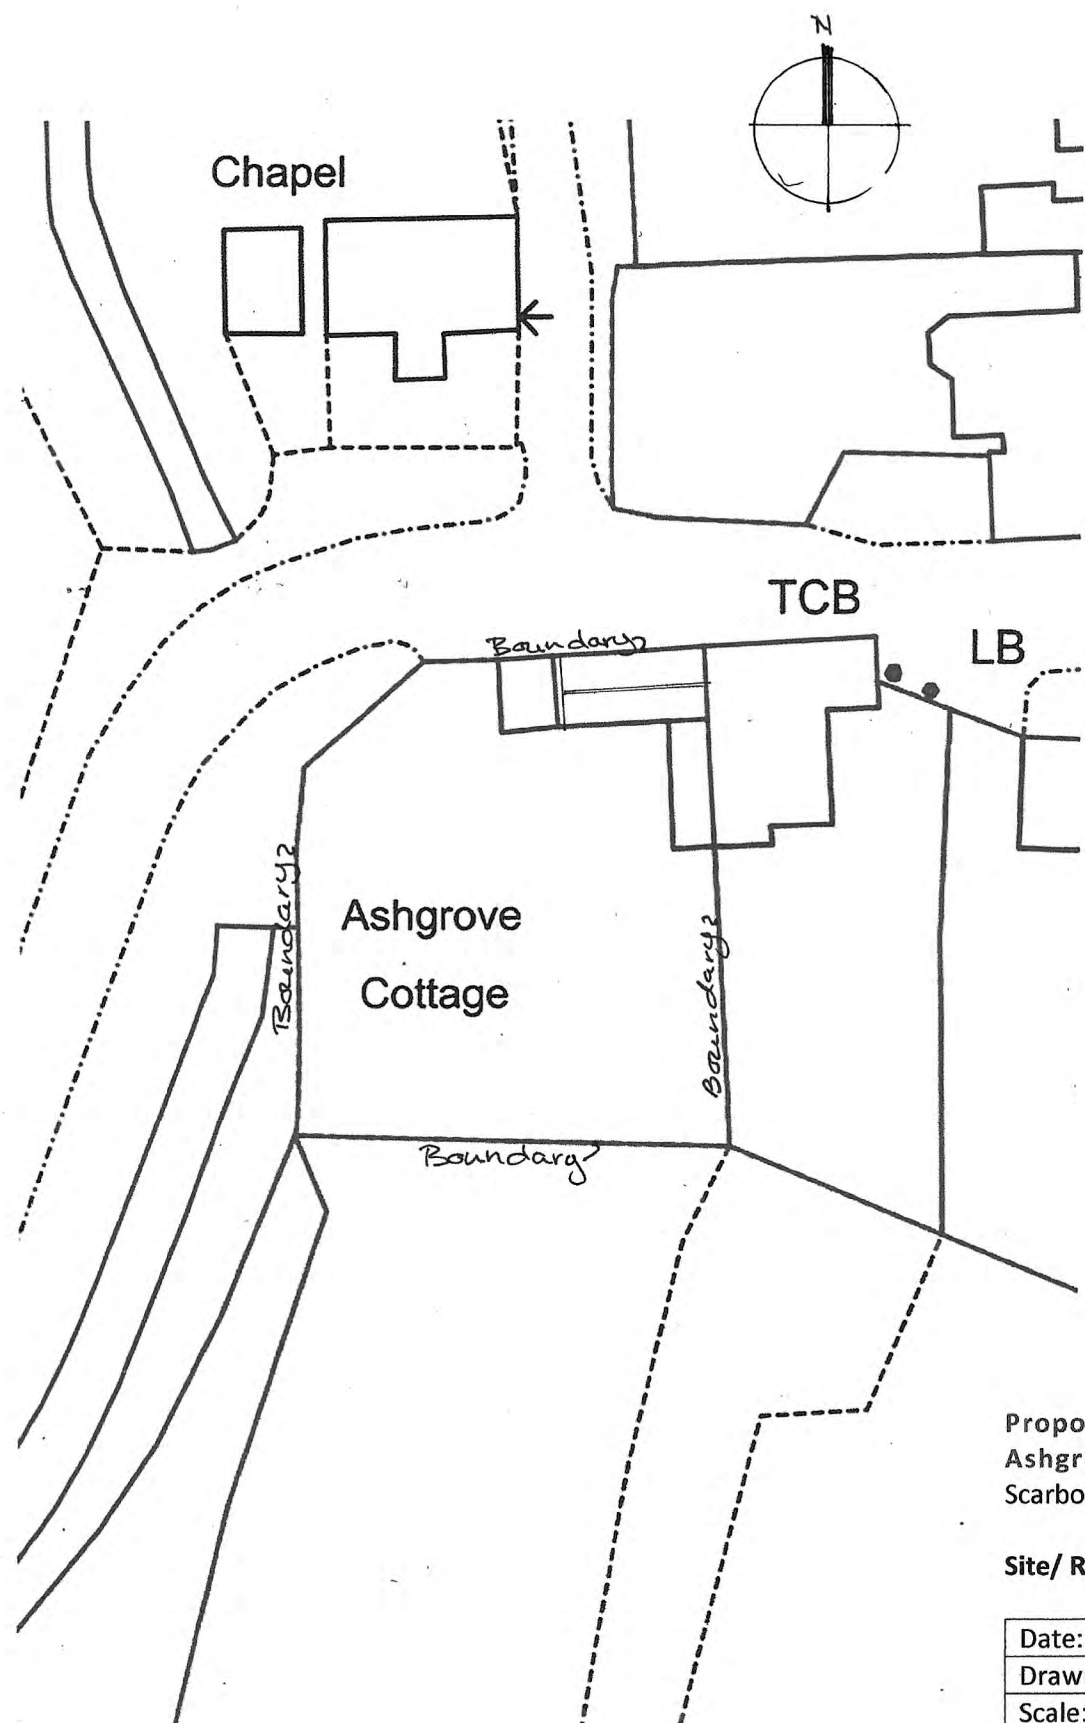 N
Chapel
TCB
LB
Boundary
Ashgrove
Cottage
Boundary
Boundary
Boundary
Propo
Ashgr
Scarbo
Site/ R
Date:
Draw
Scale: